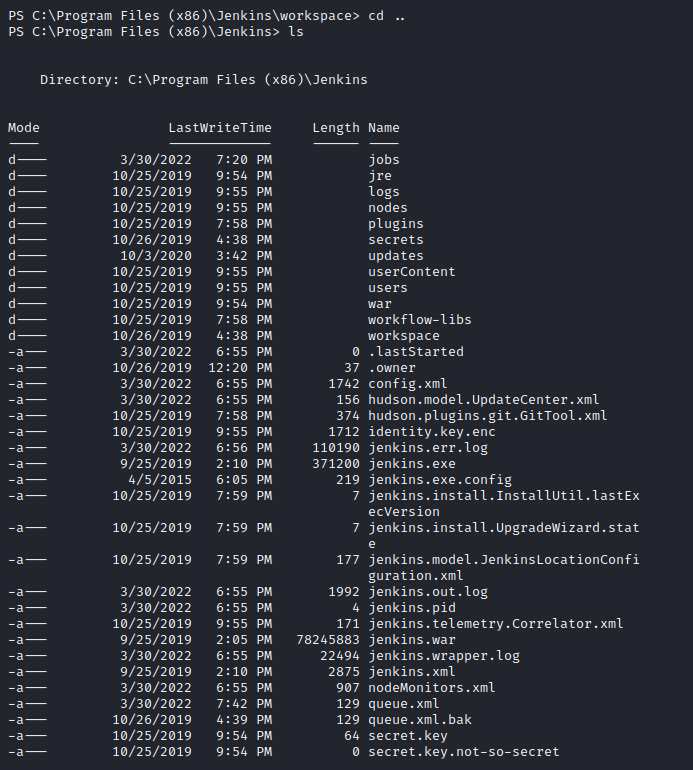 PS C:\Program Files (x86)\Jenkins\workspace> cd ..
PS C:\Program Files (x86)\Jenkins> ls
Directory: C:\Program Files (x86)\Jenkins
Mode LastWriteTime Length Name
---- ------------- ------ ----
d---- 3/30/2022 7:20 PM jobs
d---- 10/25/2019 9:54 PM jre
d---- 10/25/2019 9:55 PM logs
d---- 10/25/2019 9:55 PM nodes
d---- 10/25/2019 7:58 PM plugins
d---- 10/26/2019 4:38 PM secrets
d---- 10/3/2020 3:42 PM updates
d---- 10/25/2019 9:55 PM userContent
d---- 10/25/2019 9:55 PM users
d---- 10/25/2019 9:54 PM war
d---- 10/25/2019 7:58 PM workflow-libs
d---- 10/26/2019 4:38 PM workspace
-a--- 3/30/2022 6:55 PM 0 .lastStarted
-a--- 10/26/2019 12:20 PM 37 .owner
-a--- 3/30/2022 6:55 PM 1742 config.xml
-a--- 3/30/2022 6:55 PM 156 hudson.model.UpdateCenter.xml
-a--- 10/25/2019 7:58 PM 374 hudson.plugins.git.GitTool.xml
-a--- 10/25/2019 9:55 PM 1712 identity.key.enc
-a--- 3/30/2022 6:56 PM 110190 jenkins.err.log
-a--- 9/25/2019 2:10 PM 371200 jenkins.exe
-a--- 4/5/2015 6:05 PM 219 jenkins.exe.config
-a--- 10/25/2019 7:59 PM 7 jenkins.install.InstallUtil.lastEx
ecVersion
-a--- 10/25/2019 7:59 PM 7 jenkins.install.UpgradeWizard.stat
e
-a--- 10/25/2019 7:59 PM 177 jenkins.model.JenkinsLocationConfi
guration.xml
-a--- 3/30/2022 6:55 PM 1992 jenkins.out.log
-a--- 3/30/2022 6:55 PM 4 jenkins.pid
-a--- 10/25/2019 9:55 PM 171 jenkins.telemetry.Correlator.xml
-a--- 9/25/2019 2:05 PM 78245883 jenkins.war
-a--- 3/30/2022 6:55 PM 22494 jenkins.wrapper.log
-a--- 9/25/2019 2:10 PM 2875 jenkins.xml
-a--- 3/30/2022 6:55 PM 907 nodeMonitors.xml
-a--- 3/30/2022 7:42 PM 129 queue.xml
-a--- 10/26/2019 4:39 PM 129 queue.xml.bak
-a--- 10/25/2019 9:54 PM 64 secret.key
-a--- 10/25/2019 9:54 PM 0 secret.key.not-so-secret